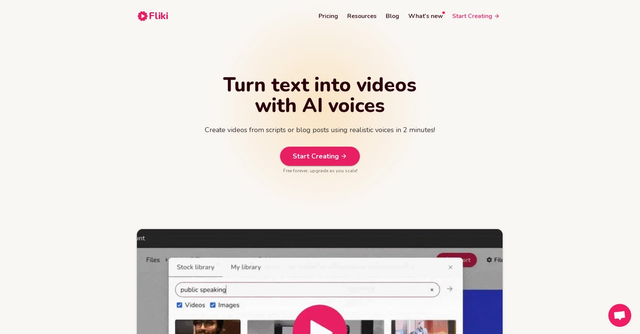 Fliki
Pricing Resources Blog What's new Start Creating →
Turn text into videos
with AI voices
Create videos from scripts or blog posts using realistic voices in 2 minutes!
Start Creating →
Free forever, upgrade as you scale!
Files
Stock library My library
public speaking
Videos Images